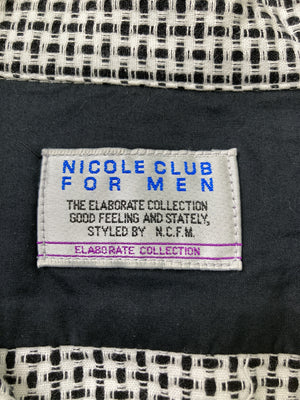 NICOLE CLUB
FOR MEN
THE ELABORATE COLLECTION
GOOD FEELING AND STATELY,
STYLED BY N.C.F.M.
ELABORATE COLLECTION